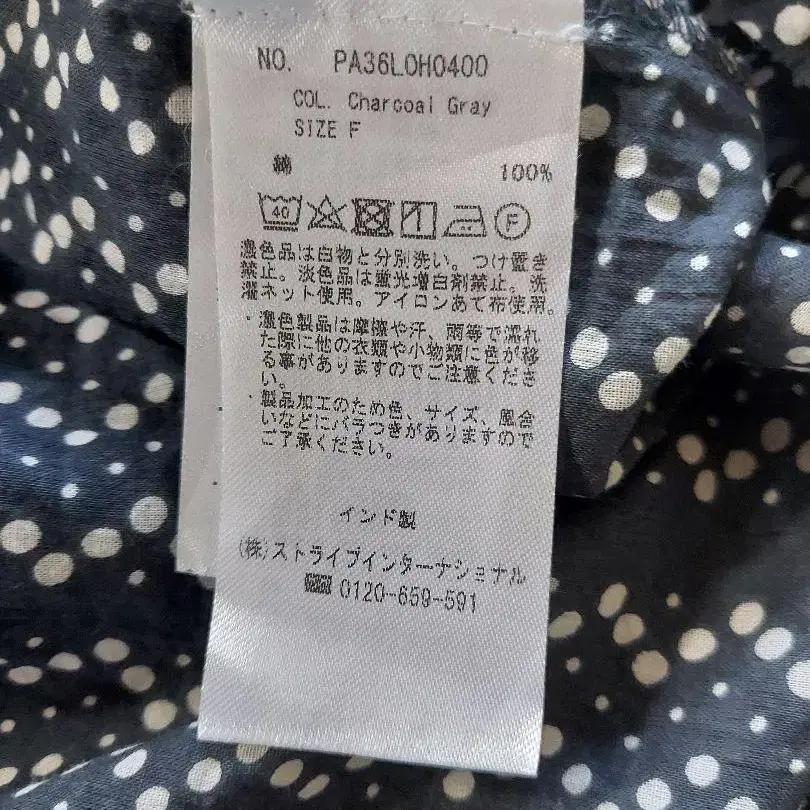 NO. PA36L0H0400
COL. Charcoal Gray
SIZE F
綿 100%
40
F
濃色品は白物と分別洗い。つけ置き
禁止。淡色品は蛍光増白剤禁止。洗
濯ネット使用。アイロンあて布使用。
・濃色製品は摩擦や汗、雨等で濡れ
た際に他の衣類や小物類に色が移
る事がありますのでご注意くださ
い。
・製品加工のため色、サイズ、風合
いなどにバラつきがありますので
ご了承ください。
インド製
(株)ストライプインターナショナル
0120-659-591